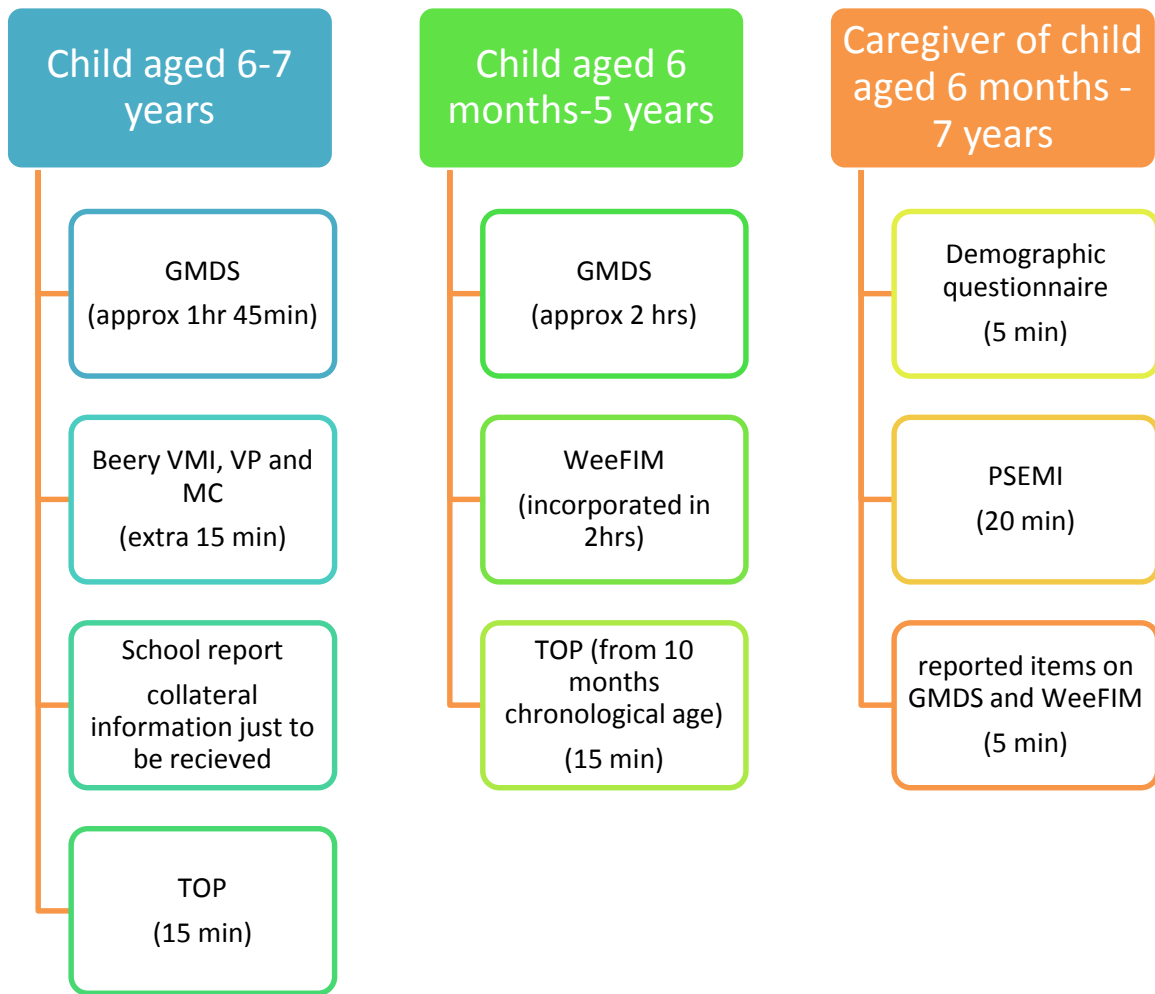 Child aged 6-7
years
GMDS
(approx 1hr 45min)
Beery VMI, VP and
MC
(extra 15 min)
School report
collateral
information just to
be recieved
TOP
(15 min)
Child aged 6
months-5 years
GMDS
(approx 2 hrs)
WeeFIM
(incorporated in
2hrs)
TOP (from 10
months
chronological age)
(15 min)
Caregiver of child
aged 6 months -
7 years
Demographic
questionnaire
(5 min)
PSEMI
(20 min)
reported items on
GMDS and WeeFIM
(5 min)